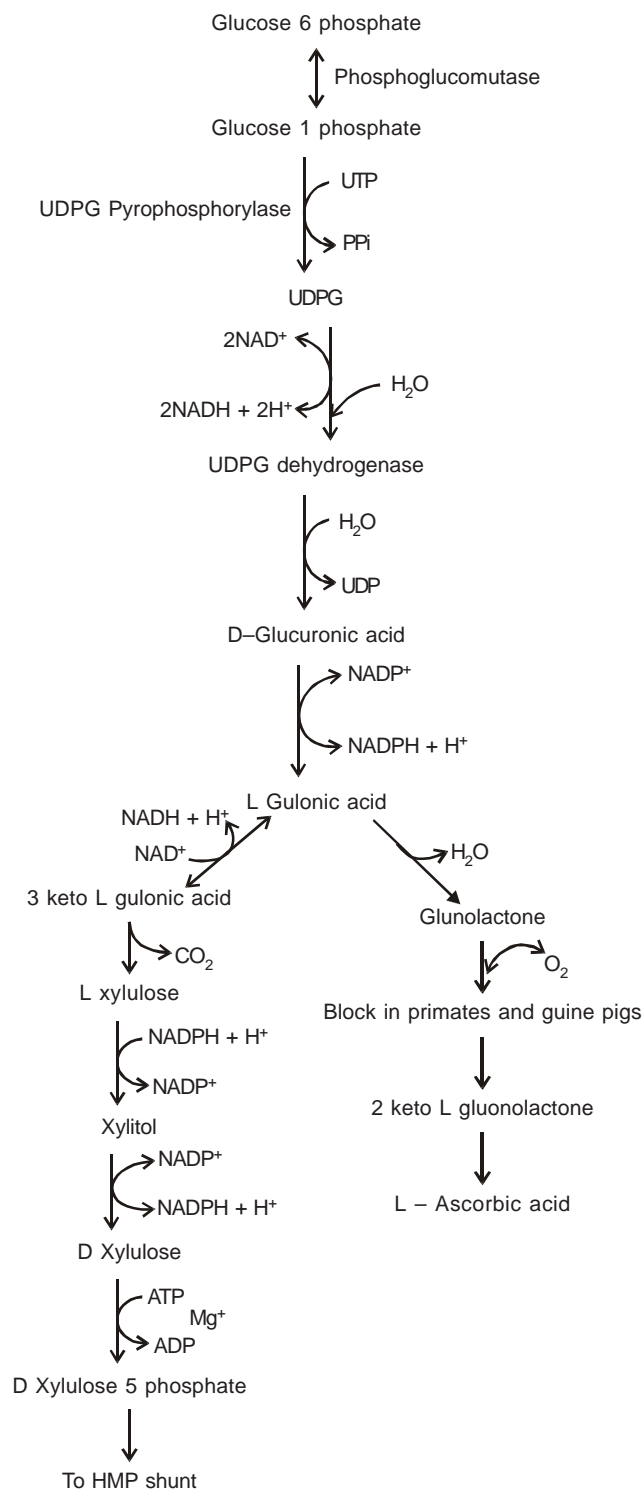 Glucose 6 phosphate
Phosphoglucomutase
Glucose 1 phosphate
UTP
UDPG Pyrophosphorylase
PPi
UDPG
2NAD⁺
H₂O
2NADH + 2H⁺
UDPG dehydrogenase
H₂O
UDP
D–Glucuronic acid
NADP⁺
NADPH + H⁺
L Gulonic acid
NADH + H⁺
NAD⁺
H₂O
3 keto L gulonic acid
Glunolactone
CO₂
O₂
L xylulose
Block in primates and guine pigs
NADPH + H⁺
NADP⁺
2 keto L gluonolactone
Xylitol
NADP⁺
NADPH + H⁺
L – Ascorbic acid
D Xylulose
ATP
Mg⁺
ADP
D Xylulose 5 phosphate
To HMP shunt